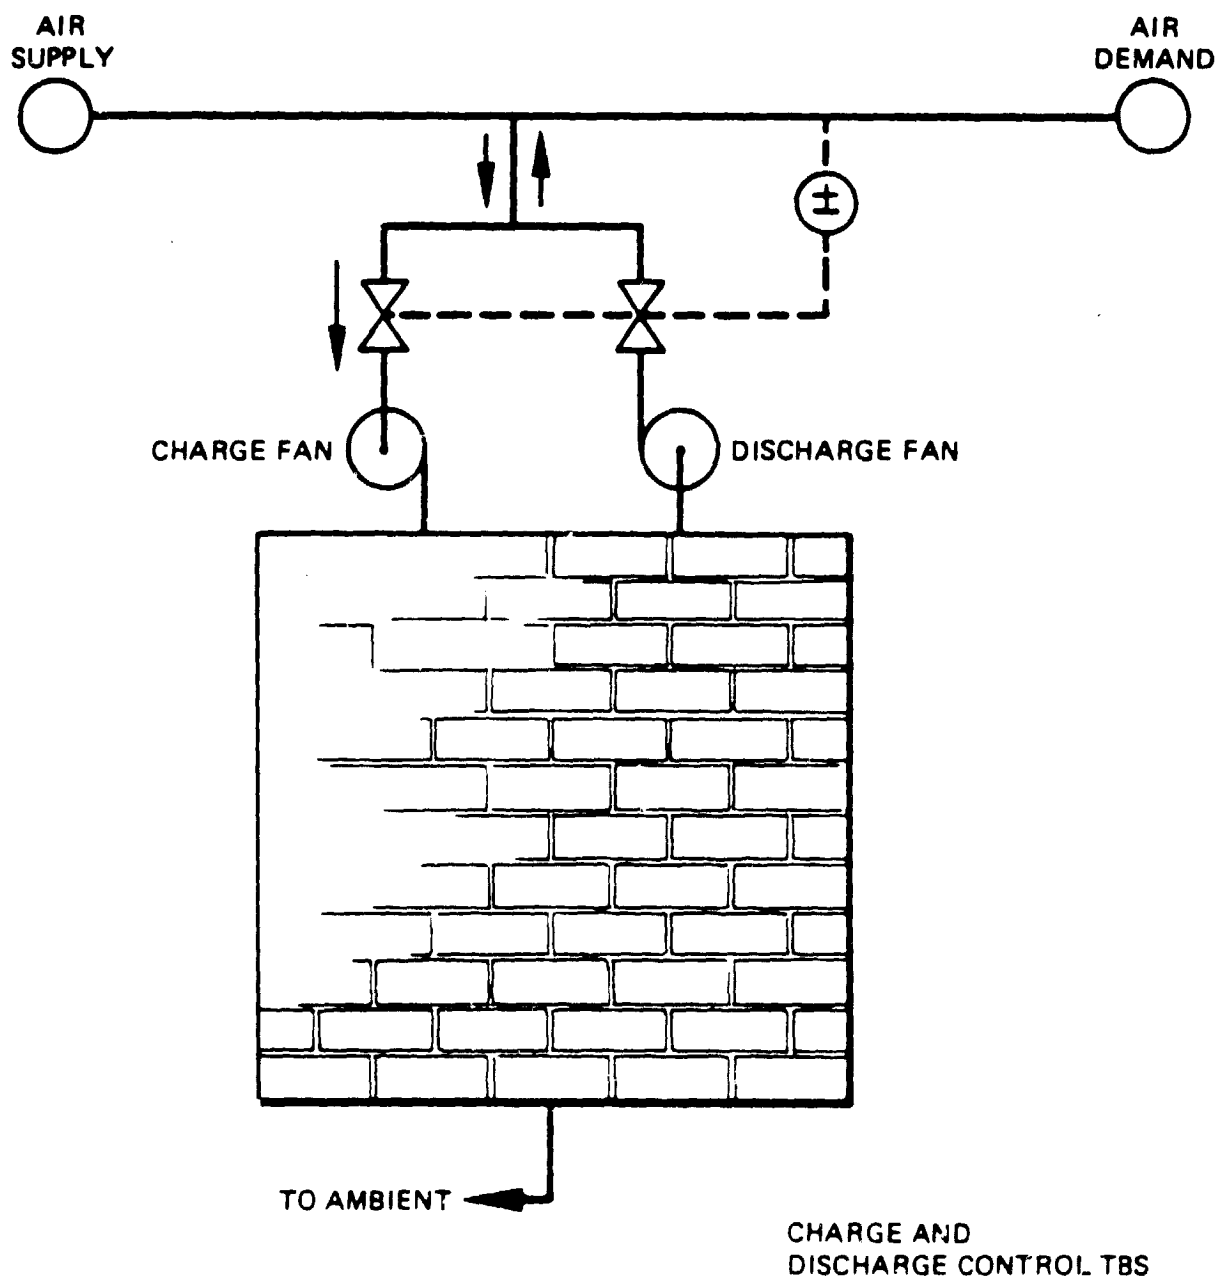 AIR
SUPPLY
AIR
DEMAND
±
CHARGE FAN
DISCHARGE FAN
TO AMBIENT
CHARGE AND
DISCHARGE CONTROL TBS